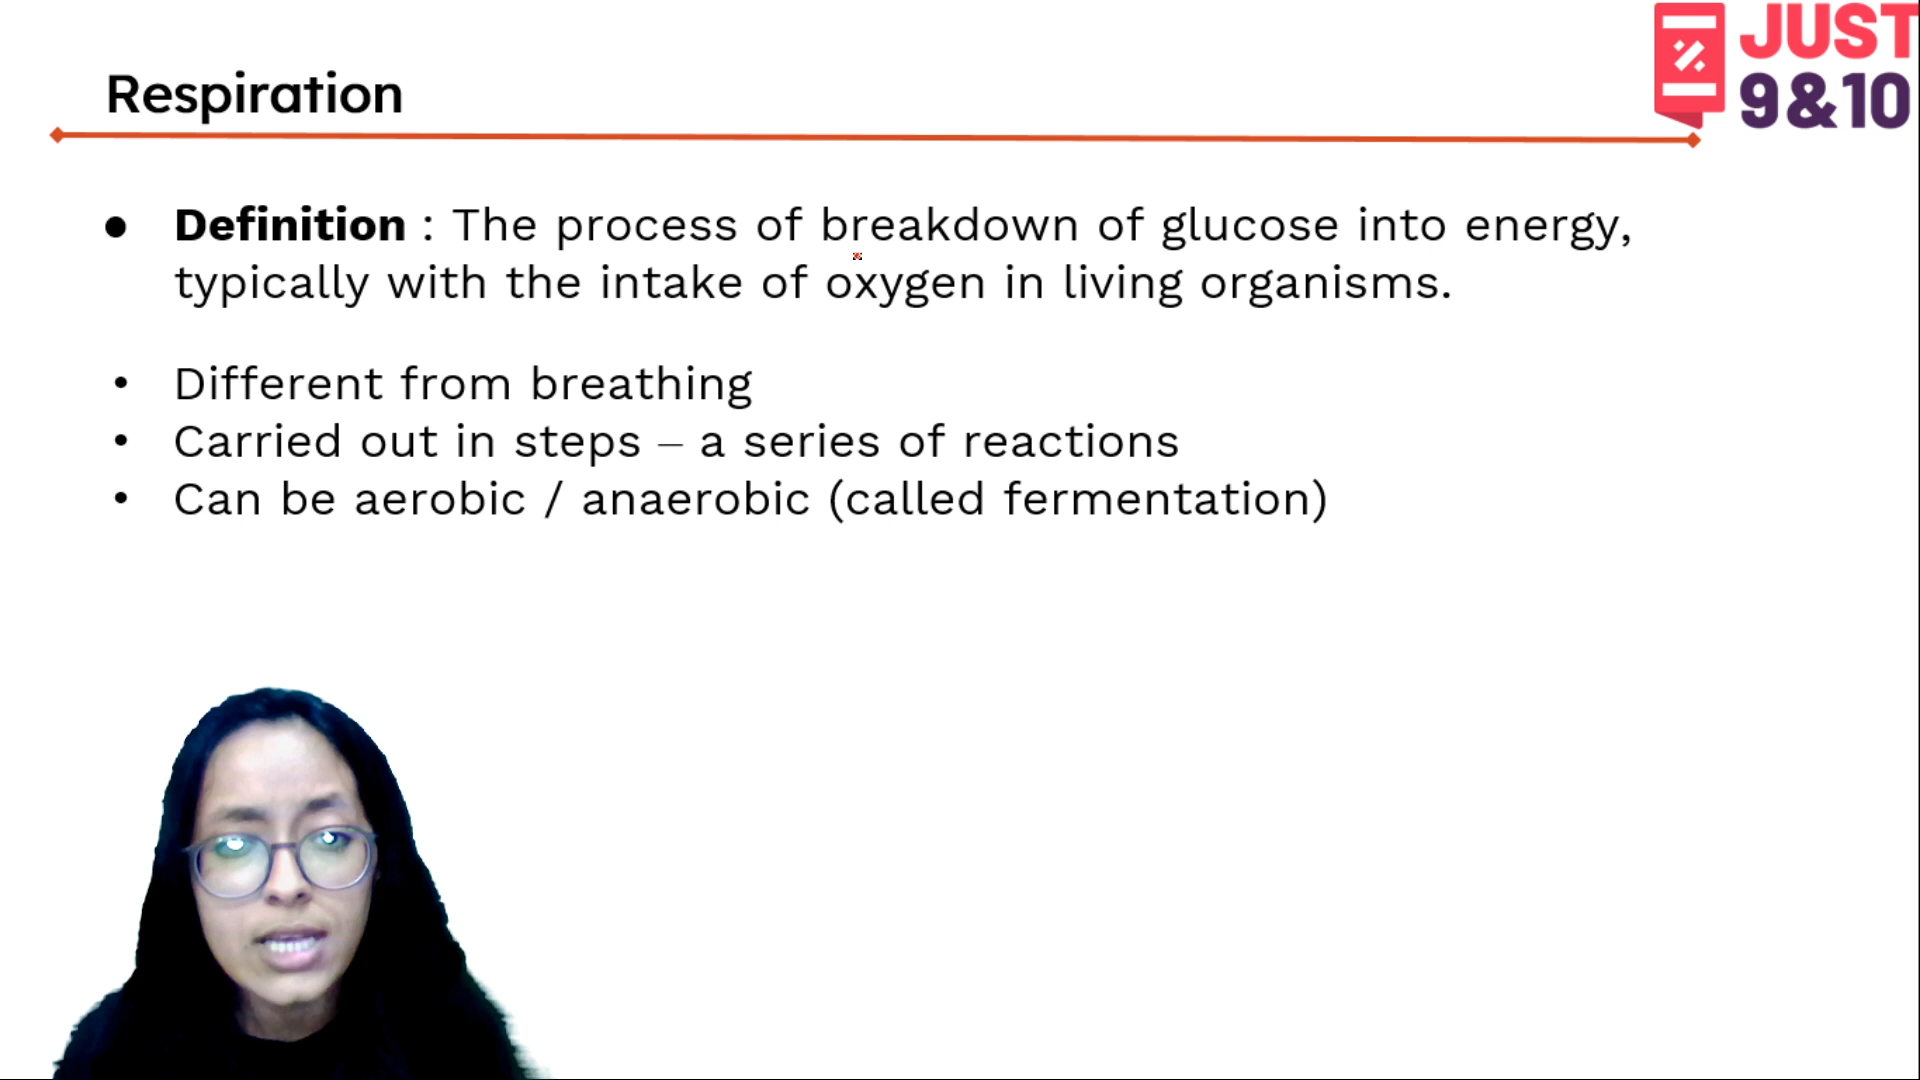 JUST
9&10
Respiration
● Definition : The process of breakdown of glucose into energy,
typically with the intake of oxygen in living organisms.
• Different from breathing
• Carried out in steps – a series of reactions
• Can be aerobic / anaerobic (called fermentation)